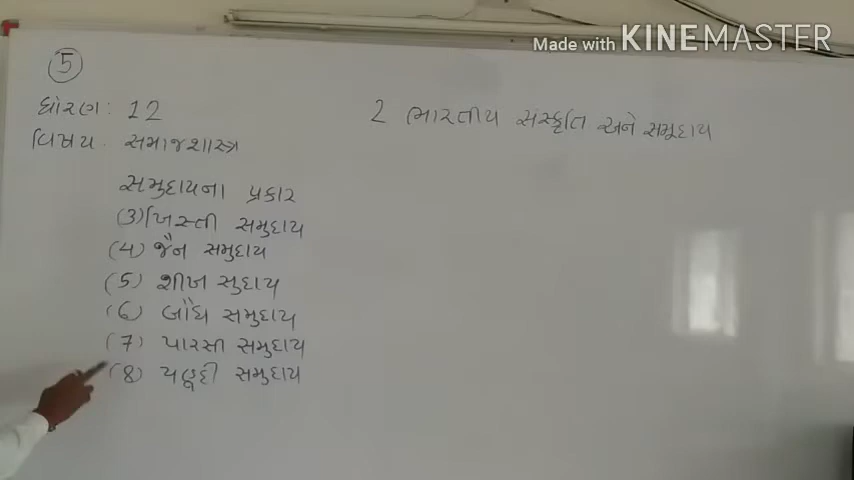 Made with KINEMASTER
5
ધોરણ: 12
2 ભારતીય સંસ્કૃતિ અને સમૂદાય
વિષય. સમાજશાસ્ત્ર
સમુદાયના પ્રકાર
(3) ખિસ્તી સમુદાય
(4) જૈન સમુદાય
(5) શીખ સુદાય
(6) બૌધ સમુદાય
(7) પારસી સમુદાય
(8) યહૂદી સમુદાય